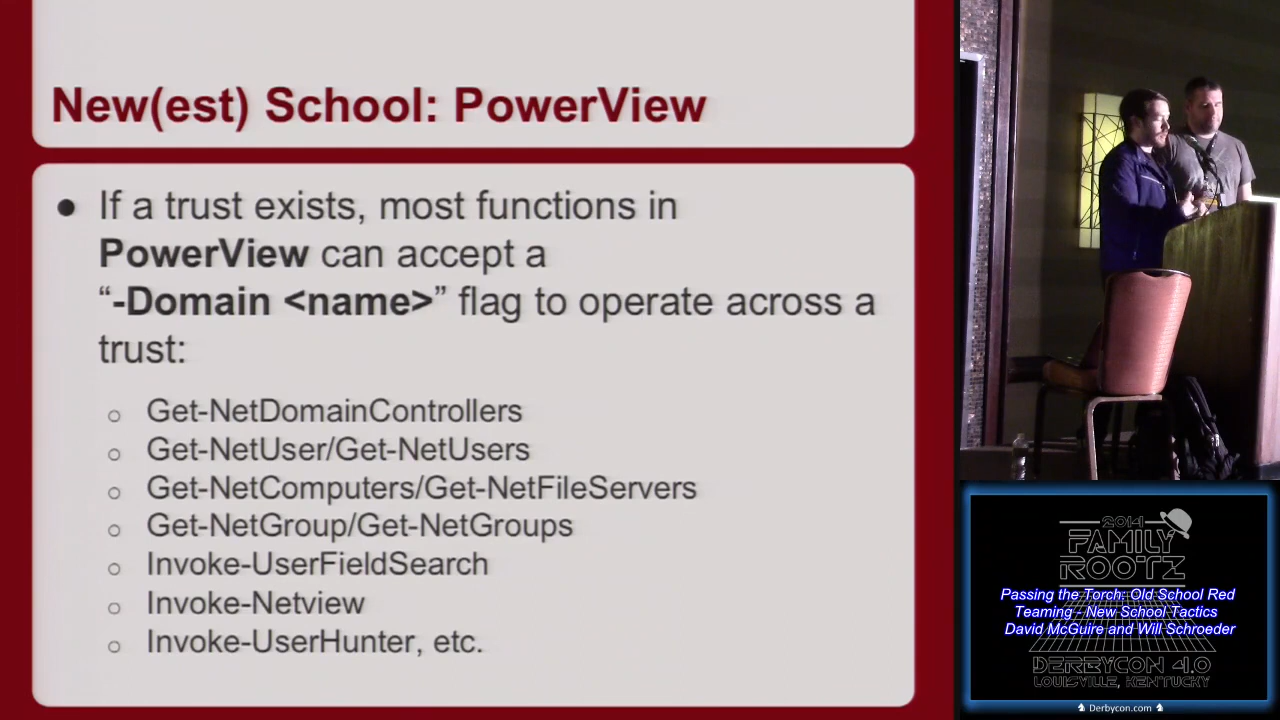 New(est) School: PowerView
● If a trust exists, most functions in
PowerView can accept a
“-Domain <name>” flag to operate across a
trust:
○ Get-NetDomainControllers
○ Get-NetUser/Get-NetUsers
○ Get-NetComputers/Get-NetFileServers
○ Get-NetGroup/Get-NetGroups
○ Invoke-UserFieldSearch
○ Invoke-Netview
○ Invoke-UserHunter, etc.
2014
FAMILY
ROOTZ
Passing the Torch: Old School Red
Teaming - New School Tactics
David McGuire and Will Schroeder
DERBYCON 4.0
LOUISVILLE, KENTUCKY
Derbycon.com